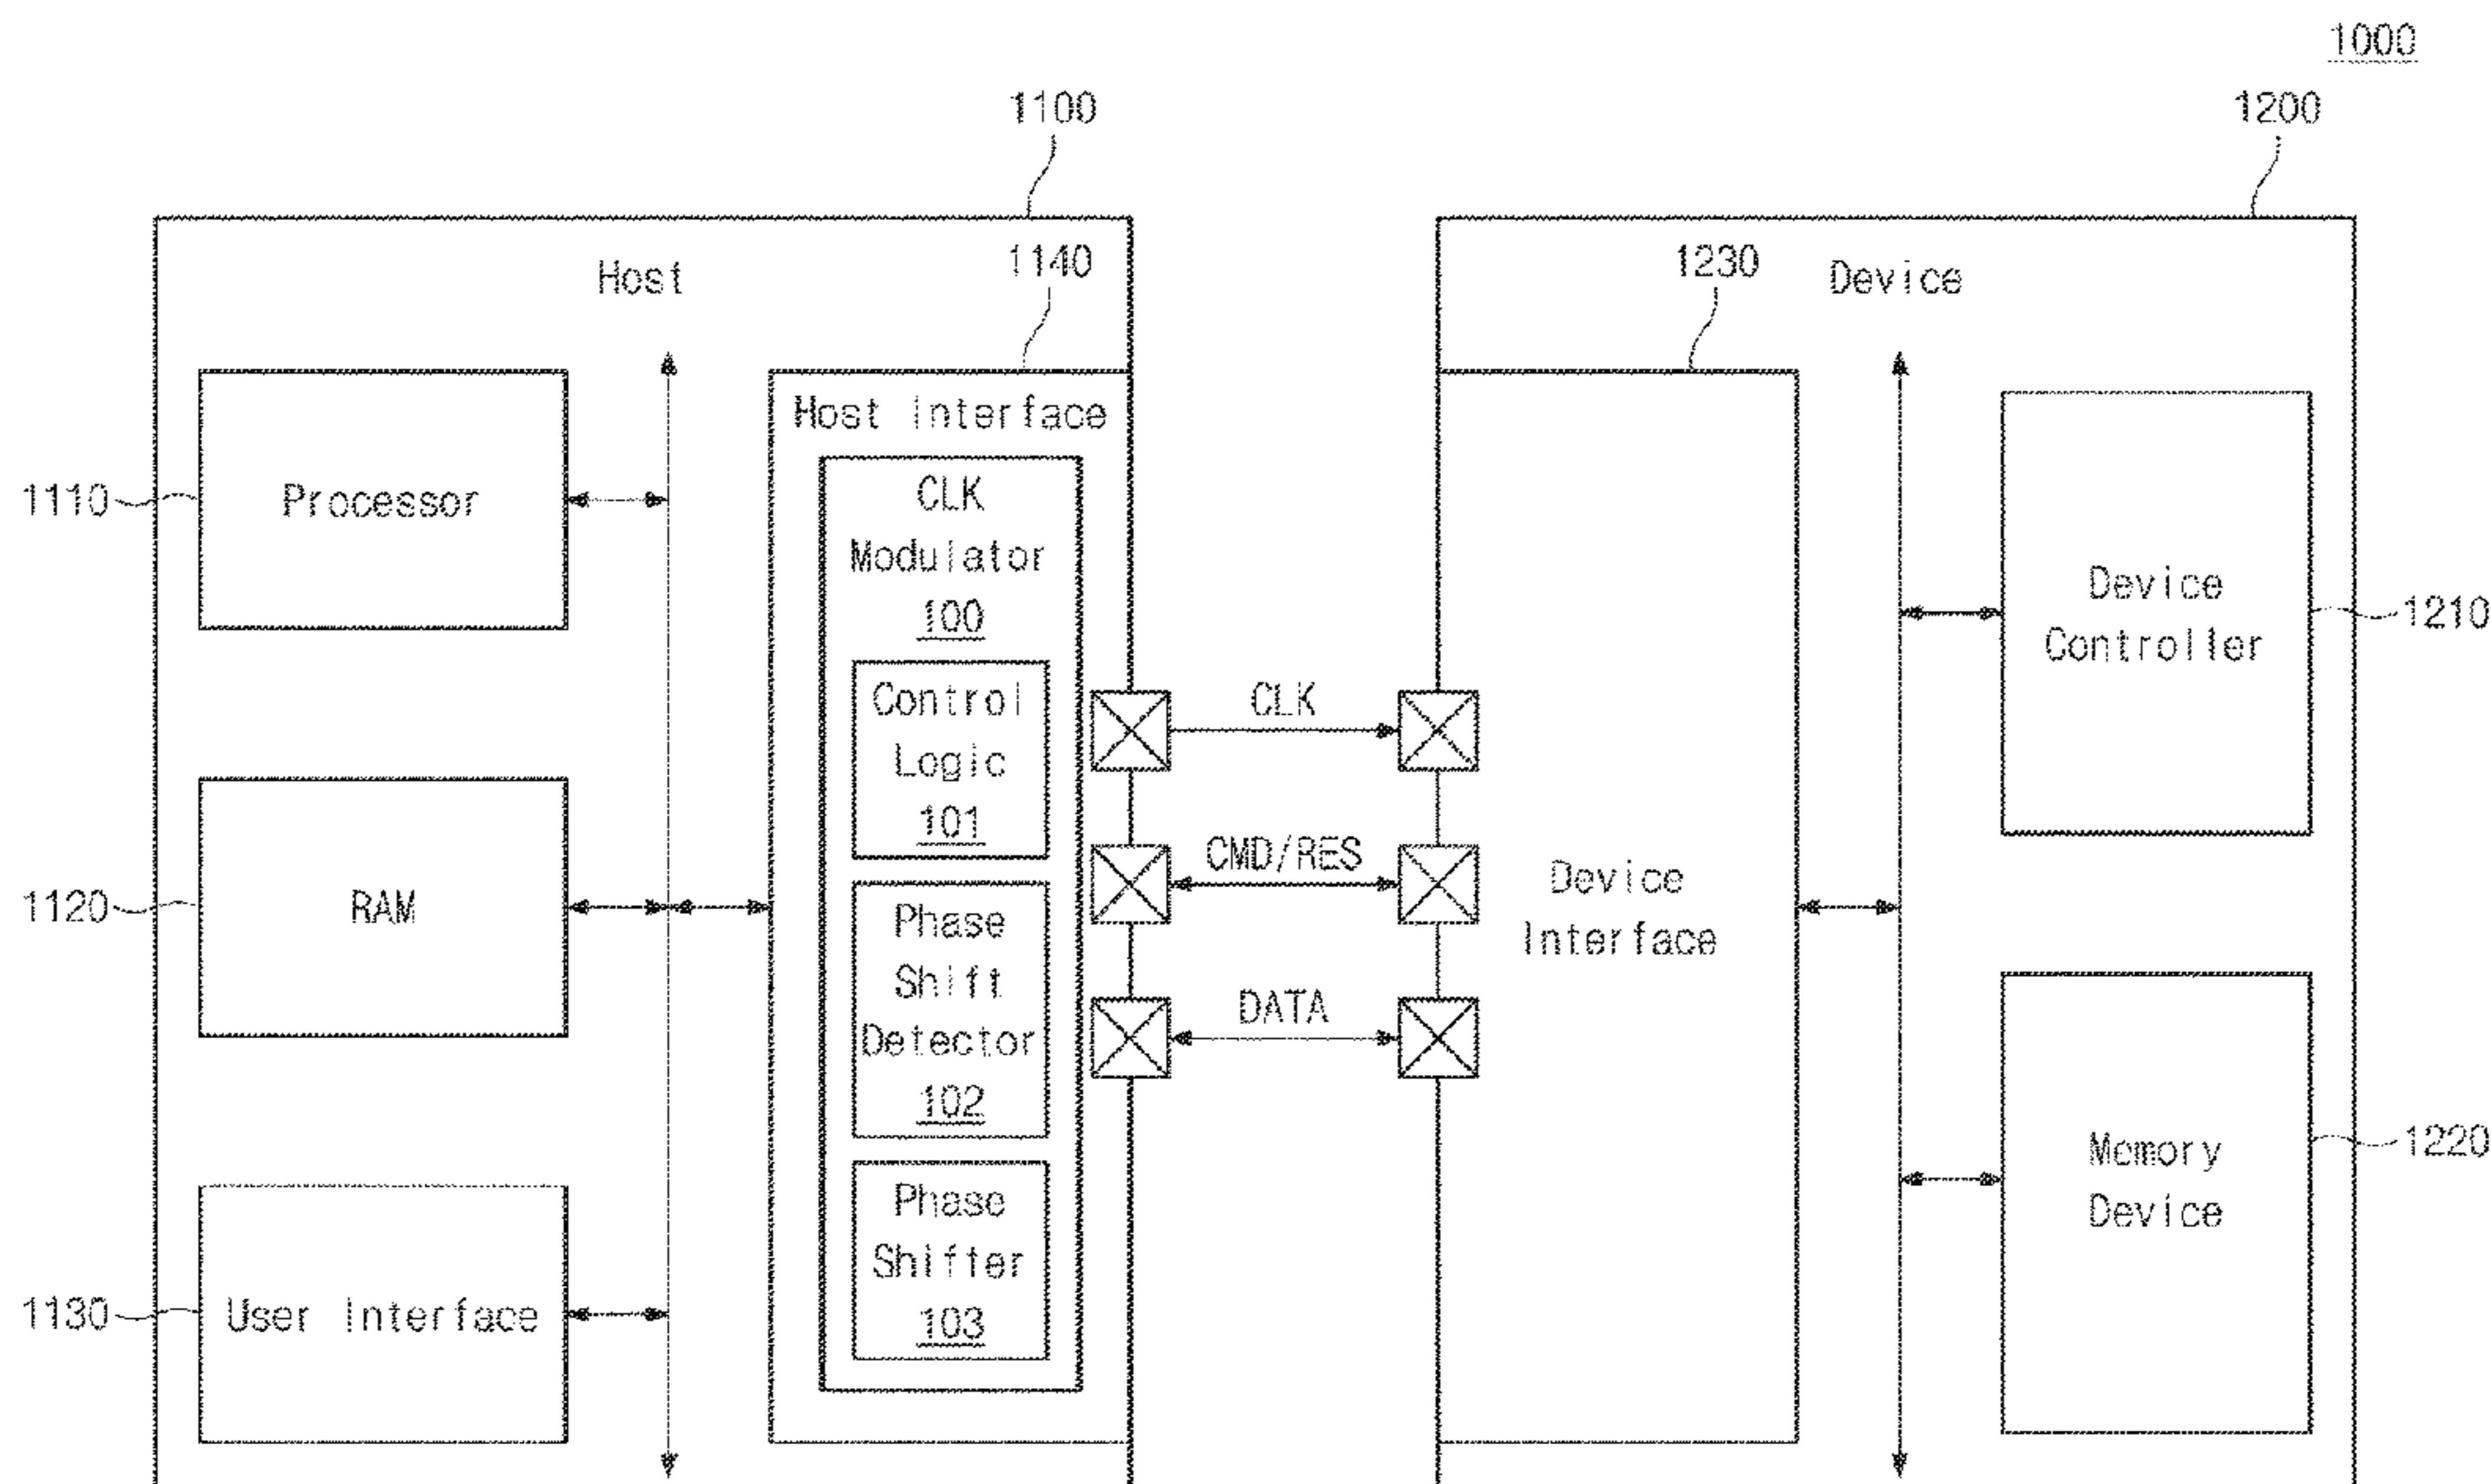 1000
1100
1200
Host
1140
1230
Device
Host Interface
1110
Processor
CLK
Modulator
100
Control
Logic
101
Phase
Shift
Detector
102
Phase
Shifter
103
1120
RAM
1130
User Interface
CLK
CMD/RES
DATA
Device
Interface
Device
Controller
1210
Memory
Device
1220